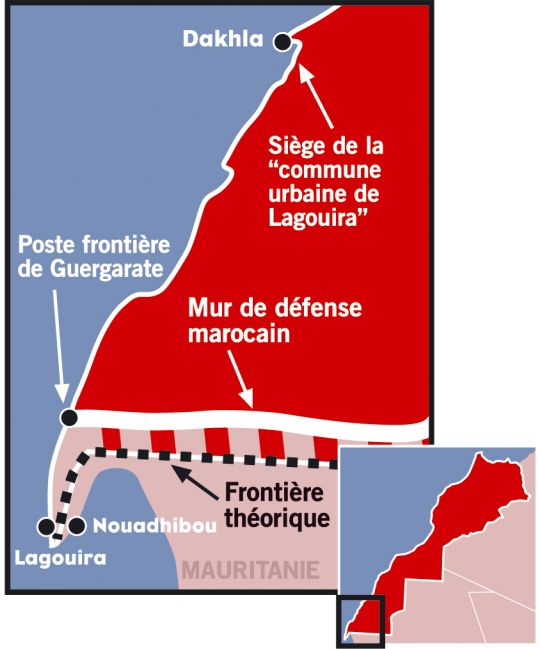 Dakhla
Siège de la
“commune
urbaine de
Lagouira”
Poste frontière
de Guergarate
Mur de défense
marocain
Frontière
théorique
Nouadhibou
Lagouira
MAURITANIE